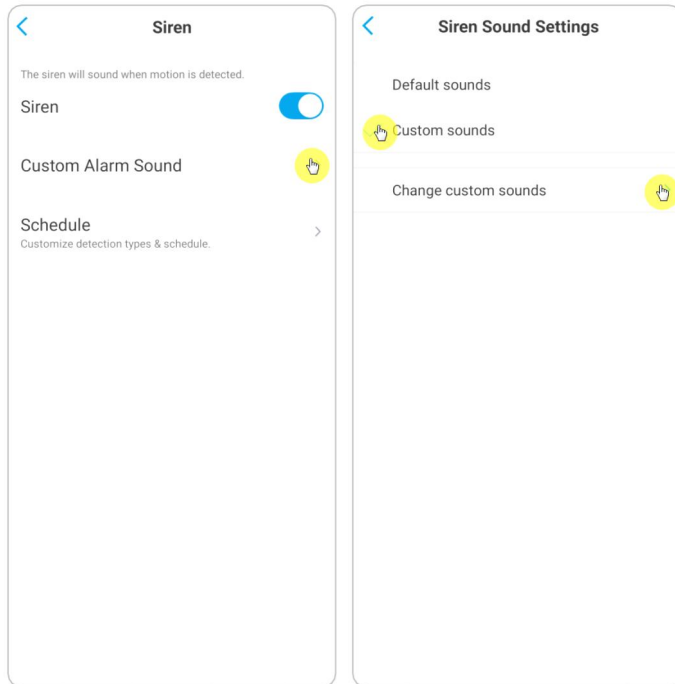 Siren
The siren will sound when motion is detected.
Siren
Custom Alarm Sound
Schedule
Customize detection types & schedule.
Siren Sound Settings
Default sounds
Custom sounds
Change custom sounds